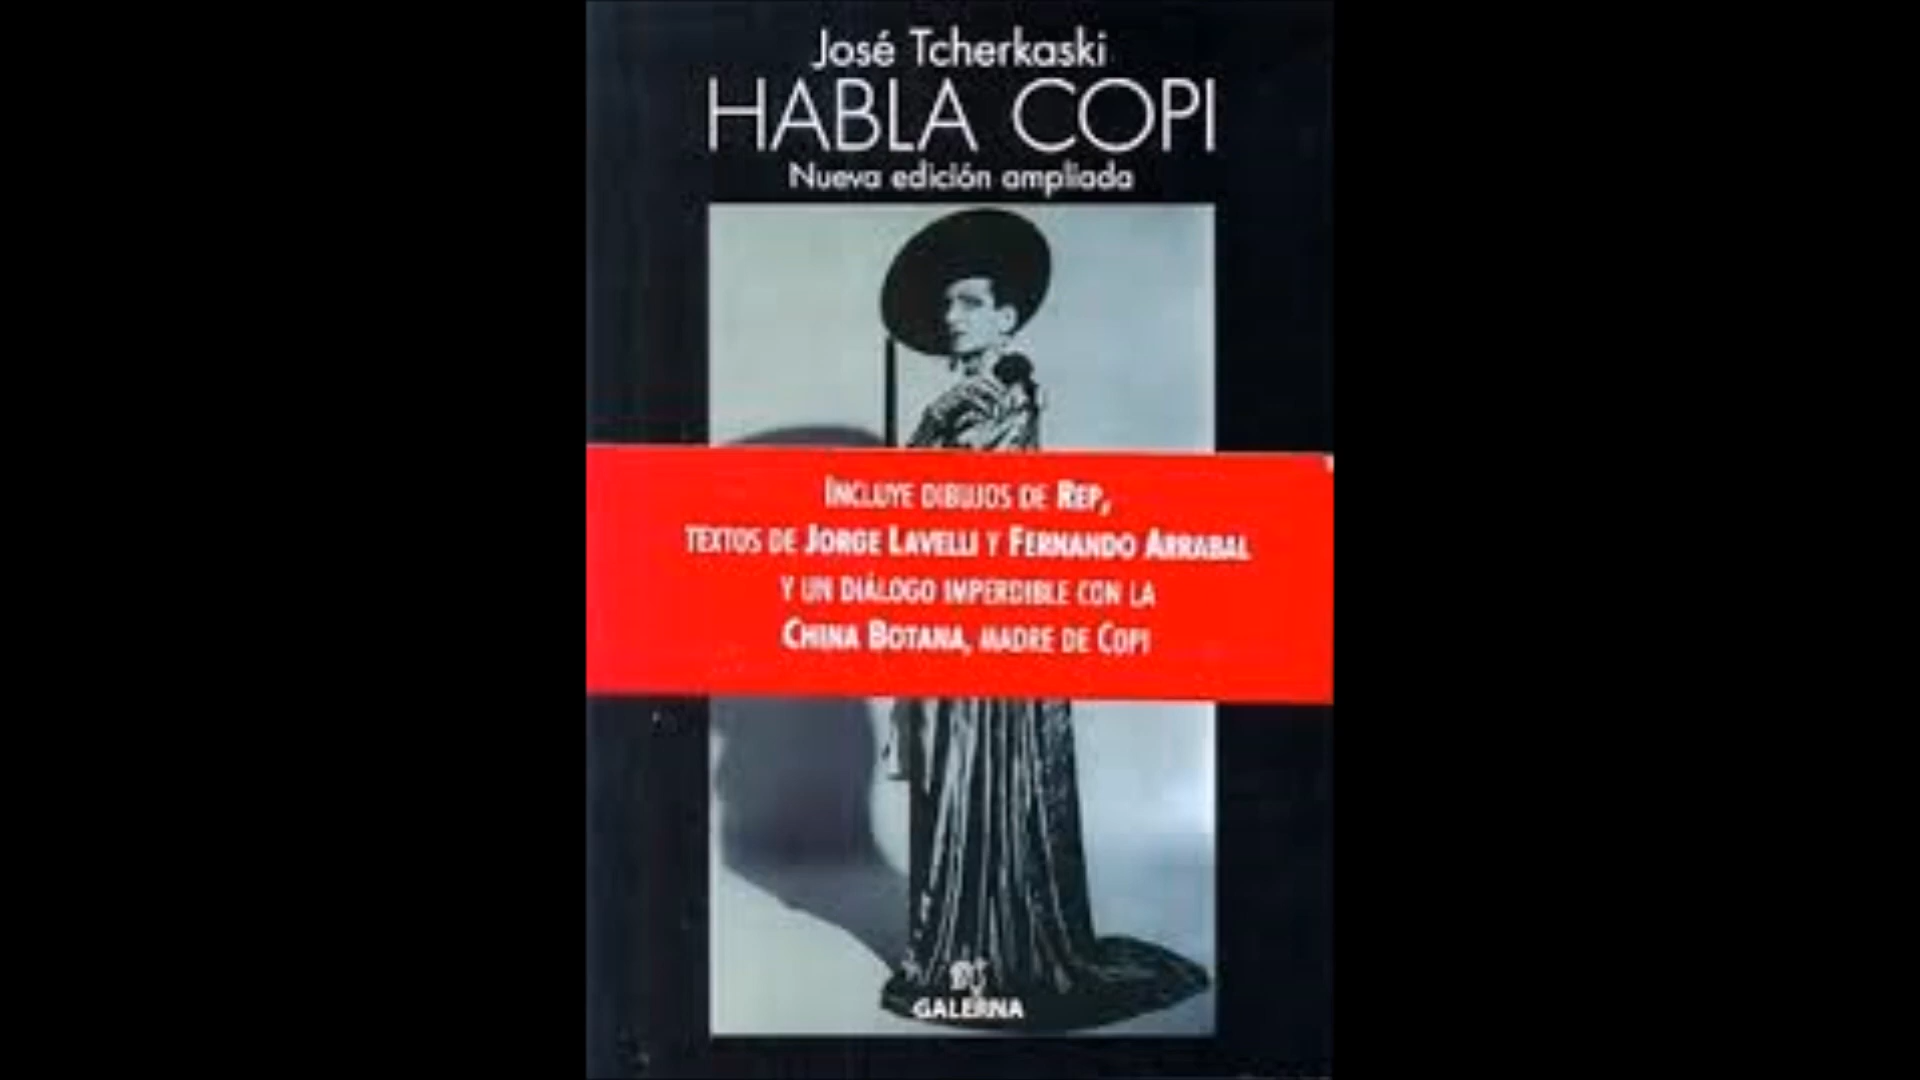 José Tcherkaski
HABLA COPI
Nueva edición ampliada
INCLUYE DIBUJOS DE REP,
TEXTOS DE JORGE LAVELLI Y FERNANDO ARRABAL
Y UN DIÁLOGO IMPERDIBLE CON LA
CHINA BOTANA, MADRE DE COPI
GALERNA